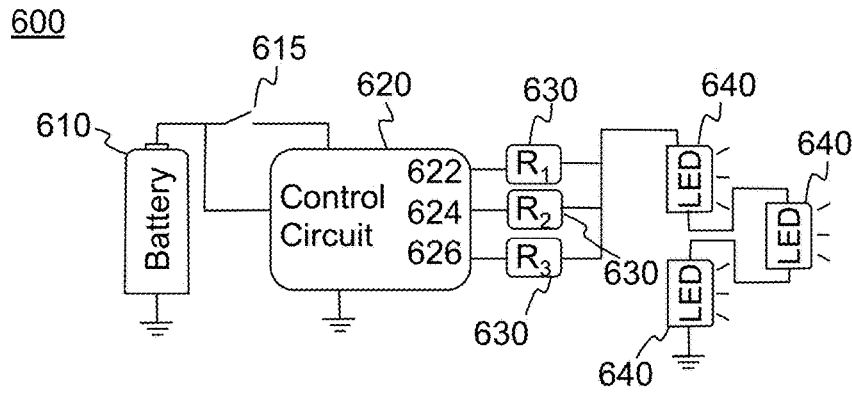 600
615
610
620
630
640
640
Battery
Control
Circuit
622
624
626
R1
R2
R3
LED
LED
LED
630
630
640